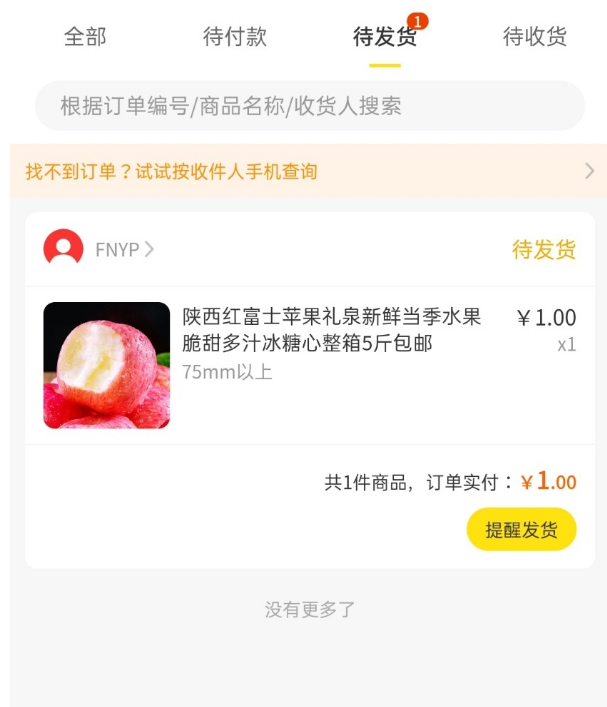 全部
待付款
待发货
1
待收货
根据订单编号/商品名称/收货人搜索
找不到订单？试试按收件人手机查询
FNYP
待发货
陕西红富士苹果礼泉新鲜当季水果
¥1.00
脆甜多汁冰糖心整箱5斤包邮
x1
75mm以上
共1件商品，订单实付：¥1.00
提醒发货
没有更多了